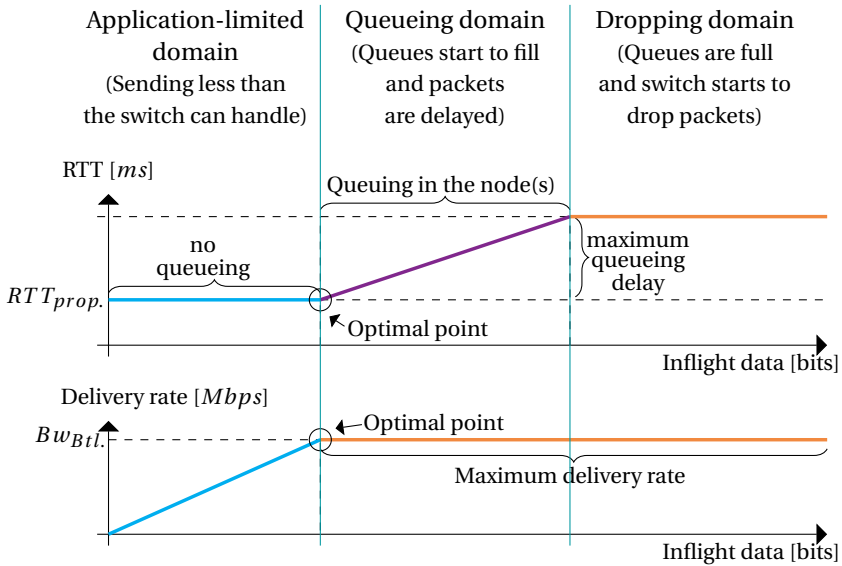 Application-limited
domain
(Sending less than
the switch can handle)
Queueing domain
(Queues start to fill
and packets
are delayed)
Dropping domain
(Queues are full
and switch starts to
drop packets)
RTT [ms]
Queuing in the node(s)
no
queueing
maximum
queueing
delay
RTT_prop.
Optimal point
Inflight data [bits]
Delivery rate [Mbps]
Optimal point
Bw_Btl.
Maximum delivery rate
Inflight data [bits]